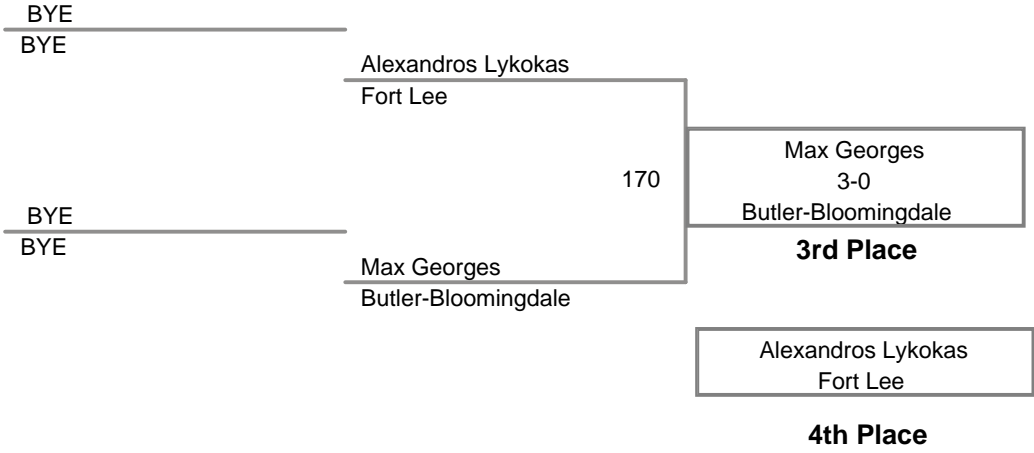 BYE
BYE
Alexandros Lykokas
Fort Lee
Max Georges
170
3-0
Butler-Bloomingdale
BYE
BYE
3rd Place
Max Georges
Butler-Bloomingdale
Alexandros Lykokas
Fort Lee
4th Place